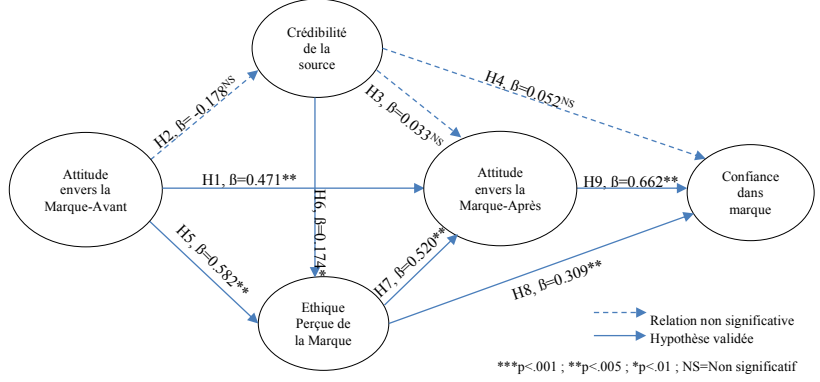 Crédibilité
de la
source
H2, ß= -0.178NS
H3, ß=0.033NS
H4, ß=0.052NS
Attitude
envers la
Marque-Avant
H1, ß=0.471**
H6, ß=0.174*
Attitude
envers la
Marque-Après
H9, ß=0.662**
Confiance
dans
marque
H5, ß=0.582**
H7, ß=0.520**
H8, ß=0.309**
Ethique
Perçue de
la Marque
Relation non significative
Hypothèse validée
***p<.001 ; **p<.005 ; *p<.01 ; NS=Non significatif